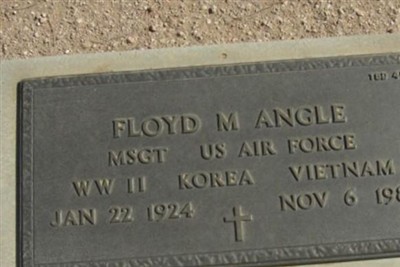 FLOYD M ANGLE
MSGT US AIR FORCE
WW II KOREA VIETNAM
JAN 22 1924 NOV 6